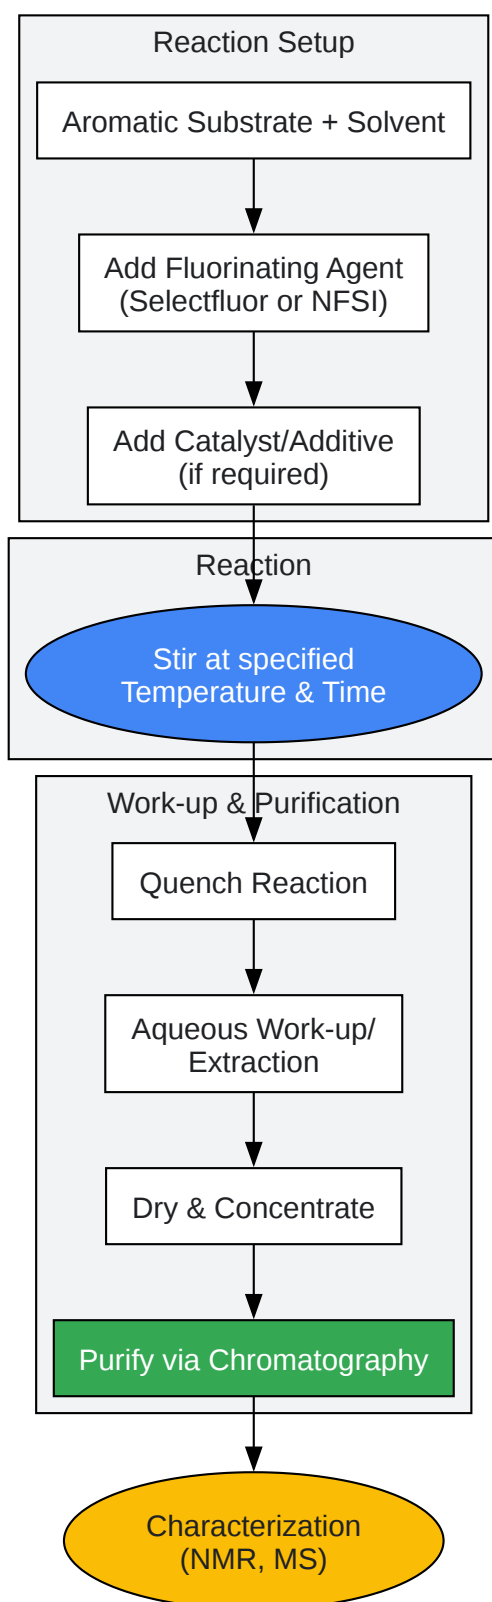 Reaction Setup
Aromatic Substrate + Solvent
Add Fluorinating Agent
(Selectfluor or NFSI)
Add Catalyst/Additive
(if required)
Reaction
Stir at specified
Temperature & Time
Work-up & Purification
Quench Reaction
Aqueous Work-up/
Extraction
Dry & Concentrate
Purify via Chromatography
Characterization
(NMR, MS)